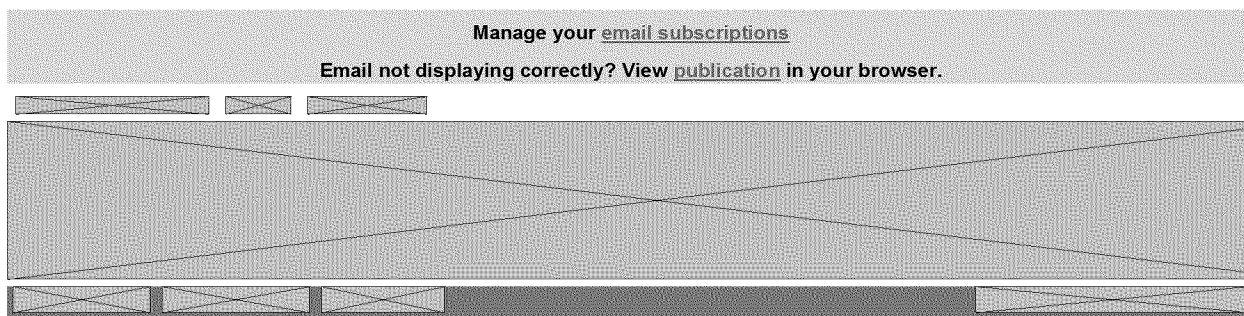 Manage your email subscriptions
Email not displaying correctly? View publication in your browser.